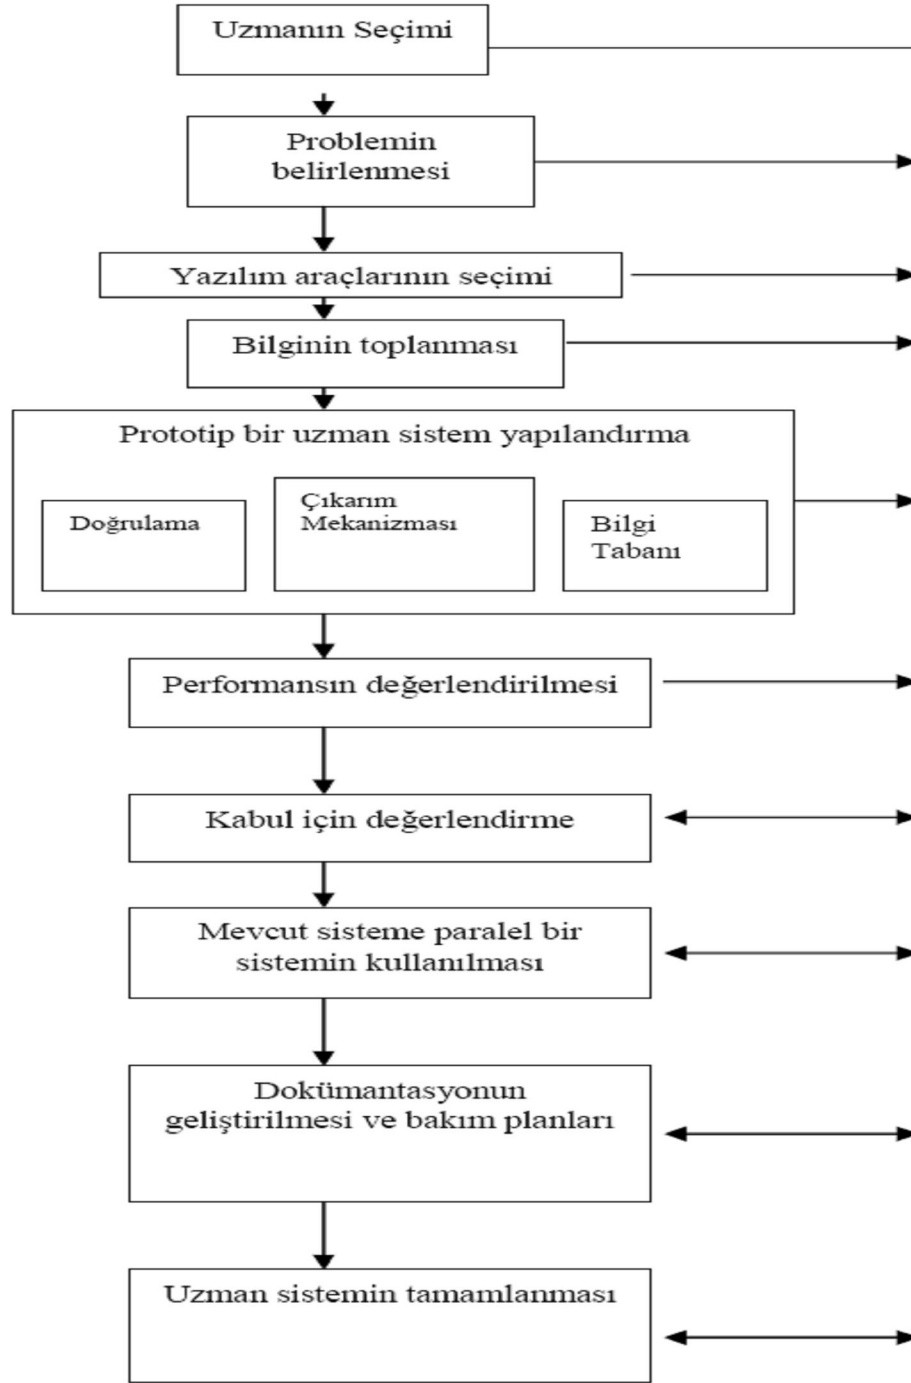 Uzmanın Seçimi
Problemin
belirlenmesi
Yazılım araçlarının seçimi
Bilginin toplanması
Prototip bir uzman sistem yapılandırma
Doğrulama
Çıkarım
Mekanizması
Bilgi
Tabanı
Performansın değerlendirilmesi
Kabul için değerlendirme
Mevcut sisteme paralel bir
sistemin kullanılması
Dokümantasyonun
geliştirilmesi ve bakım planları
Uzman sistemin tamamlanması